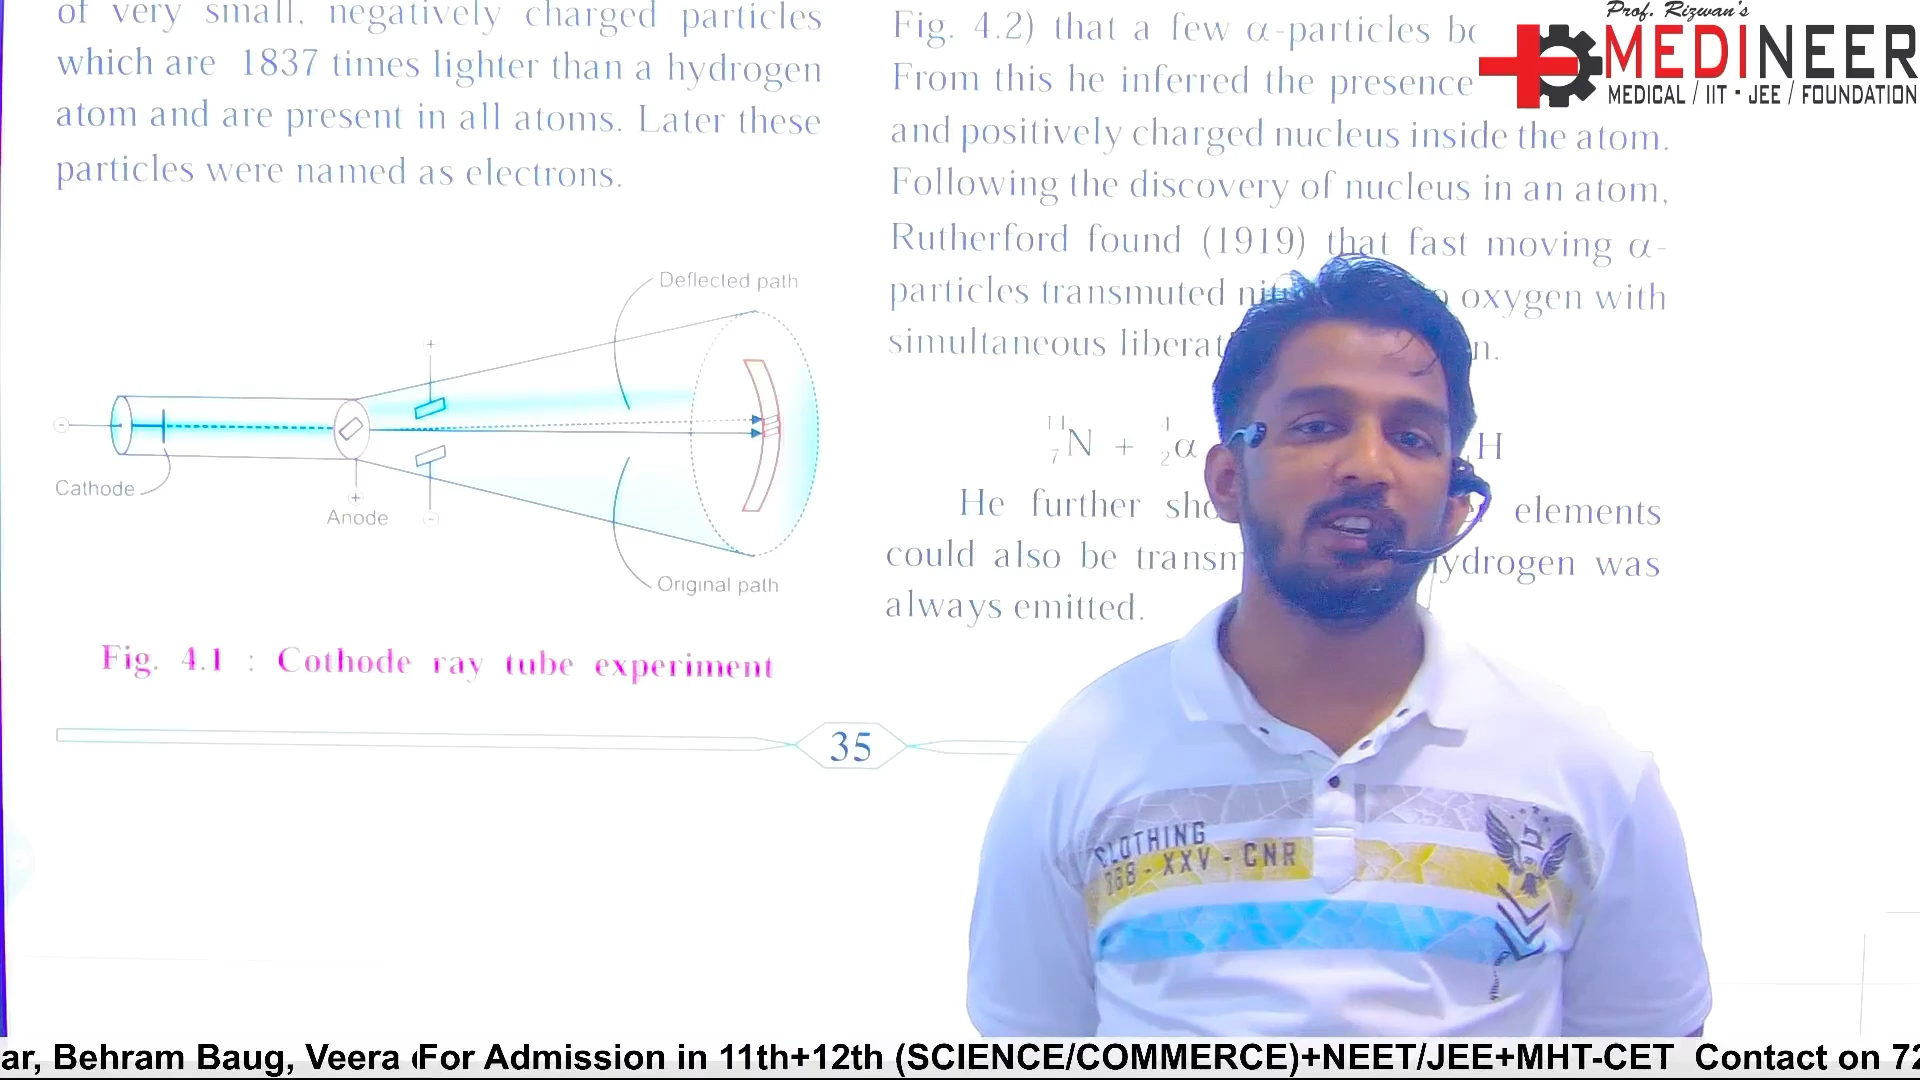 of very small, negatively charged particles
which are 1837 times lighter than a hydrogen
atom and are present in all atoms. Later these
particles were named as electrons.
Deflected path
+
−
Cathode
+
Anode
−
Original path
Fig. 4.1 : Cothode ray tube experiment
35
Fig. 4.2) that a few α-particles
From this he inferred the presence
and positively charged nucleus inside the atom.
Following the discovery of nucleus in an atom,
Rutherford found (1919) that fast moving α-
particles transmuted oxygen with
simultaneous
7 N + 4 2 α H
He further elements
could also be
always emitted.
Prof. Rizwan's
MEDINEER
MEDICAL / IIT - JEE / FOUNDATION
CLOTHING
XXV - CNR
ar, Behram Baug, Veera For Admission in 11th+12th (SCIENCE/COMMERCE)+NEET/JEE+MHT-CET Contact on 72